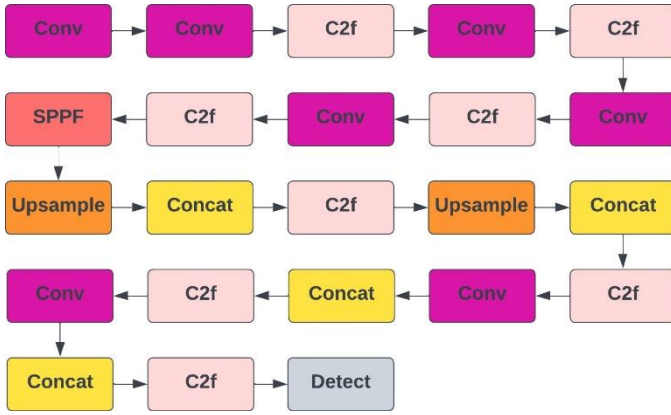 Conv Conv C2f Conv C2f
SPPF C2f Conv C2f Conv
Upsample Concat C2f Upsample Concat
Conv C2f Concat Conv C2f
Concat C2f Detect